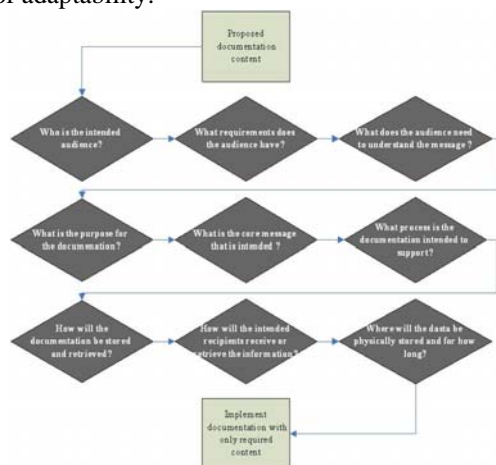 of adaptability.
Proposed
documentation
content
Who is the intended
audience?
What requirements does
the audience have?
What does the audience need
to understand the message ?
What is the purpose for
the documenation ?
What is the core message
that is intended ?
What process is the
documentation intended to
support?
How will the
documentation be stored
and retrieved?
How will the intended
recipients receive or
retrieve the information?
Where will the dasta be
physically stored and for how
long?
Implement
documentation with
only required
content